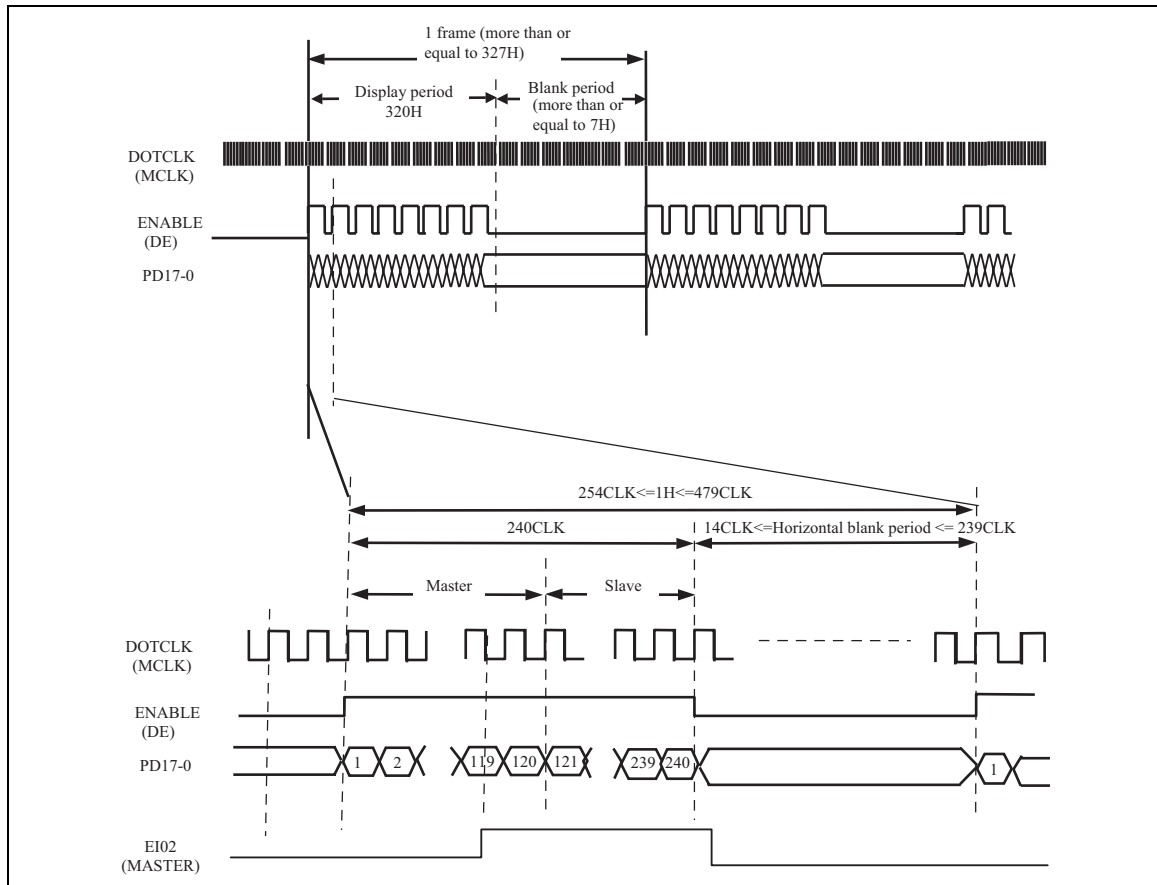 1 frame (more than or
equal to 327H)
Display period
320H
Blank period
(more than or
equal to 7H)
DOTCLK
(MCLK)
ENABLE
(DE)
PD17-0
254CLK<=1H<=479CLK
240CLK
14CLK<=Horizontal blank period <= 239CLK
Master
Slave
DOTCLK
(MCLK)
ENABLE
(DE)
PD17-0
1 2 119 120 121 239 240 1
EI02
(MASTER)